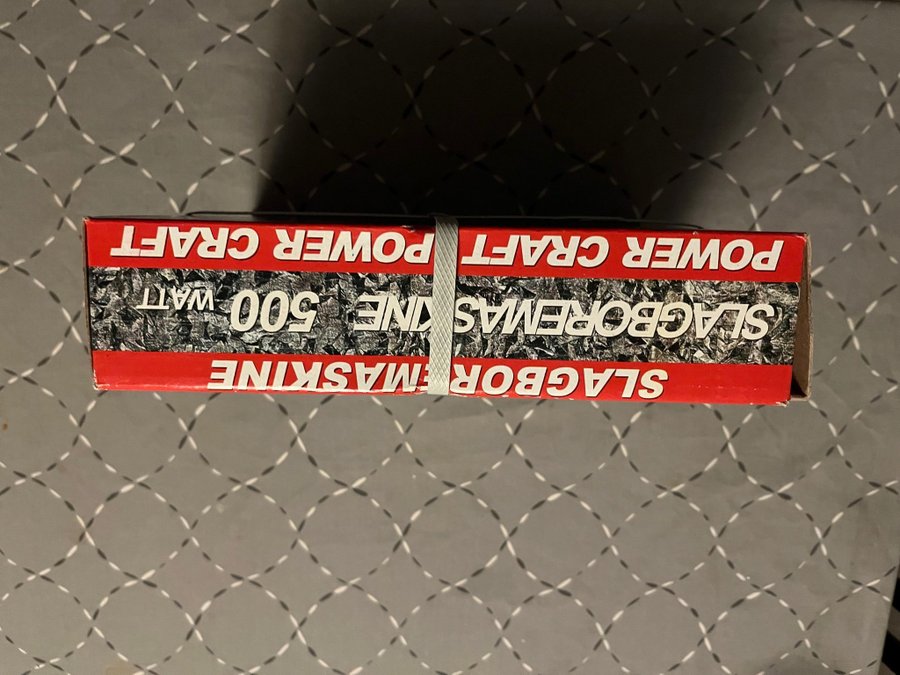 SLAGBOREMASKINE
SLAGBOREMASKINE 500 WATT
POWER CRAFT POWER CRAFT